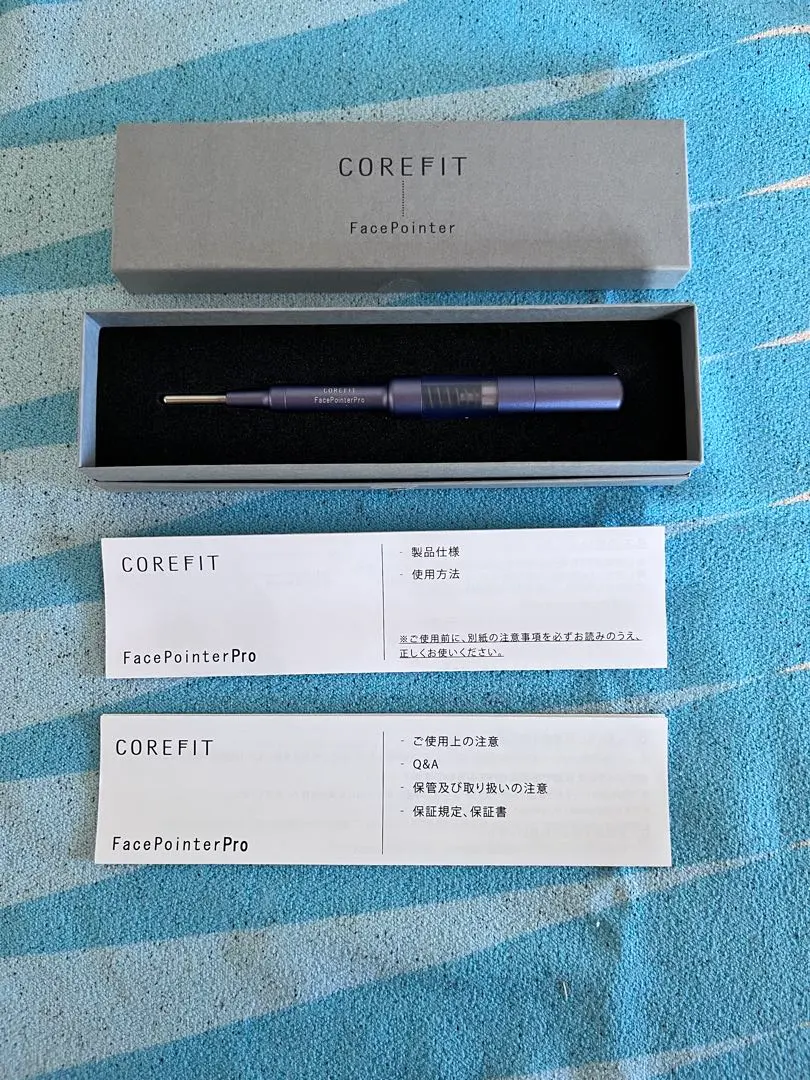 COREFIT
FacePointer
COREFIT
FacePointerPro
COREFIT
FacePointerPro
- 製品仕様
- 使用方法
※ご使用前に、別紙の注意事項を必ずお読みのうえ、
正しくお使いください。
COREFIT
FacePointerPro
- ご使用上の注意
- Q&A
- 保管及び取り扱いの注意
- 保証規定、保証書